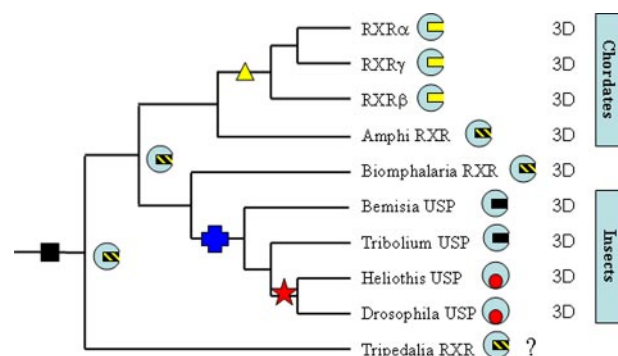 RXRα 3D
RXRγ 3D
RXRβ 3D
Amphi RXR 3D
Biomphalaria RXR 3D
Bemisia USP 3D
Tribolium USP 3D
Heliothis USP 3D
Drosophila USP 3D
Tripedalia RXR ?
Chordates
Insects